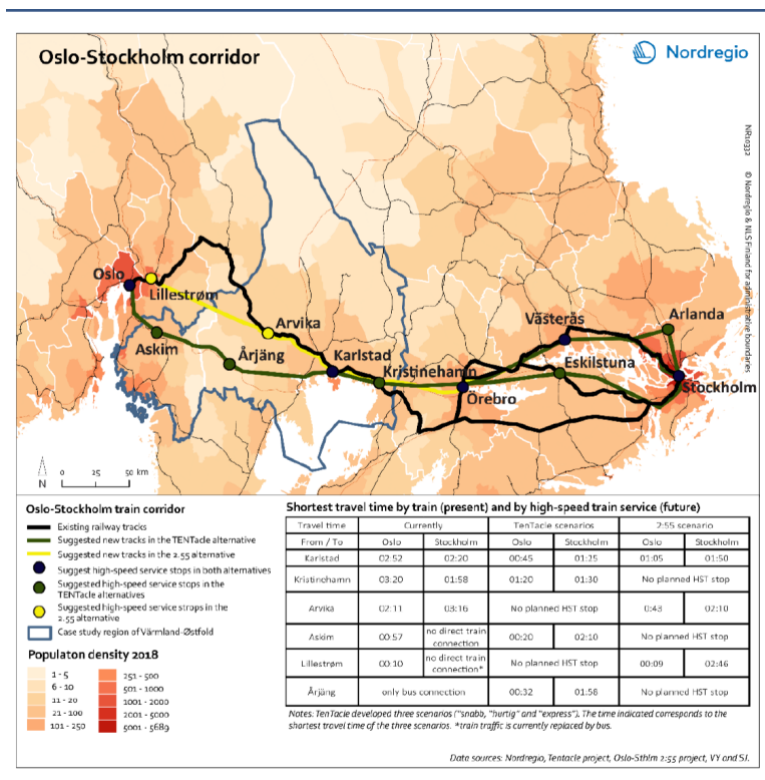 Oslo-Stockholm corridor
Nordregio
NR10332 © Nordregio & NLS Finland for administrative boundaries
Oslo
Lillestrøm
Arvika
Askim
Årjäng
Karlstad
Kristinehamn
Örebro
Västerås
Eskilstuna
Arlanda
Stockholm
N
0 25 50 km
Oslo-Stockholm train corridor
Existing railway tracks
Suggested new tracks in the TENTacle alternative
Suggested new tracks in the 2.55 alternative
Suggest high-speed service stops in both alternatives
Suggested high-speed service stops in the
TENTacle alternatives
Suggested high-speed service straps in the
2.55 alternative
Case study region of Värmland-Østfold
Populaton density 2018
1 - 5
6 - 10
11 - 20
21 - 100
101 - 250
251 - 500
501 - 1000
1001 - 2000
2001 - 5000
5001 - 5689
Shortest travel time by train (present) and by high-speed train service (future)
Travel time Currently TenTacle scenarios 2:55 scenario
From / To Oslo Stockholm Oslo Stockholm Oslo Stockholm
Karlstad 02:52 02:20 00:45 01:25 01:05 01:50
Kristinehamn 03:20 01:58 01:20 01:30 No planned HST stop
Arvika 02:11 03:16 No planned HST stop 0:43 02:10
Askim 00:57 no direct train connection 00:20 02:10 No planned HST stop
Lillestrøm 00:10 no direct train connection* No planned HST stop 00:09 02:46
Årjäng only bus connection 00:32 01:56 No planned HST stop
Notes: TenTacle developed three scenarios ("snabb, "hurtig" and "express"). The time indicated corresponds to the
shortest travel time of the three scenarios. *train traffic is currently replaced by bus.
Data sources: Nordregio, Tentacle project, Oslo-Sthlm 2:55 project, VY and SJ.